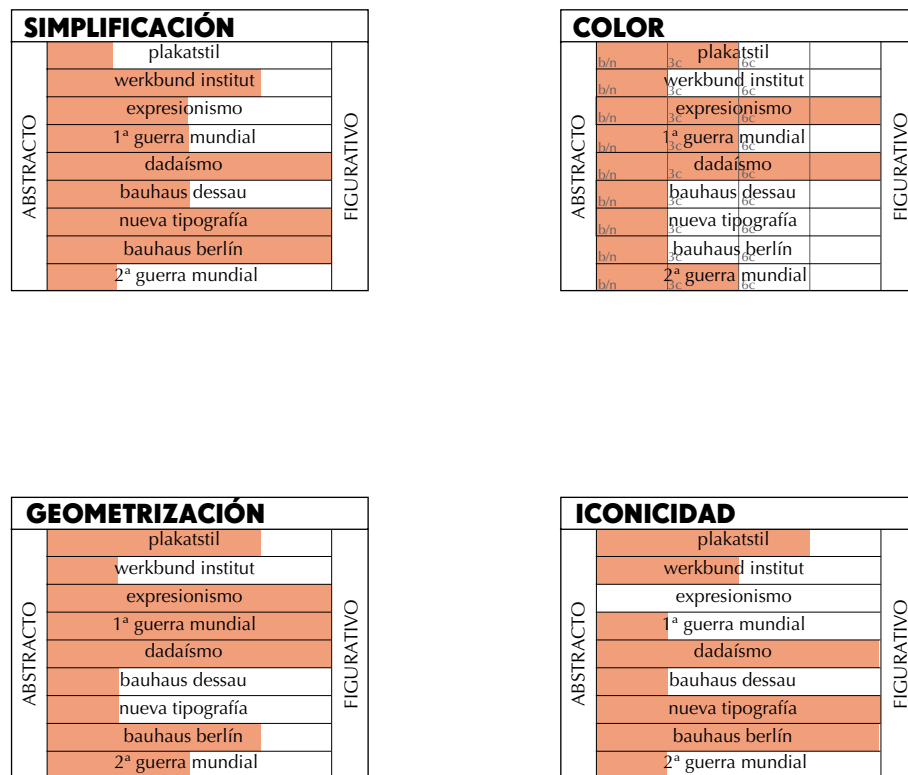 SIMPLIFICACIÓN
ABSTRACTO
plakatstil
werkbund institut
expresionismo
1ª guerra mundial
dadaísmo
bauhaus dessau
nueva tipografía
bauhaus berlín
2ª guerra mundial
FIGURATIVO
COLOR
ABSTRACTO
b/n 3c 6c plakatstil
b/n 3c 6c werkbund institut
b/n 3c 6c expresionismo
b/n 3c 6c 1ª guerra mundial
b/n 3c 6c dadaísmo
b/n 3c 6c bauhaus dessau
b/n 3c 6c nueva tipografía
b/n 3c 6c bauhaus berlín
b/n 3c 6c 2ª guerra mundial
FIGURATIVO
GEOMETRIZACIÓN
ABSTRACTO
plakatstil
werkbund institut
expresionismo
1ª guerra mundial
dadaísmo
bauhaus dessau
nueva tipografía
bauhaus berlín
2ª guerra mundial
FIGURATIVO
ICONICIDAD
ABSTRACTO
plakatstil
werkbund institut
expresionismo
1ª guerra mundial
dadaísmo
bauhaus dessau
nueva tipografía
bauhaus berlín
2ª guerra mundial
FIGURATIVO